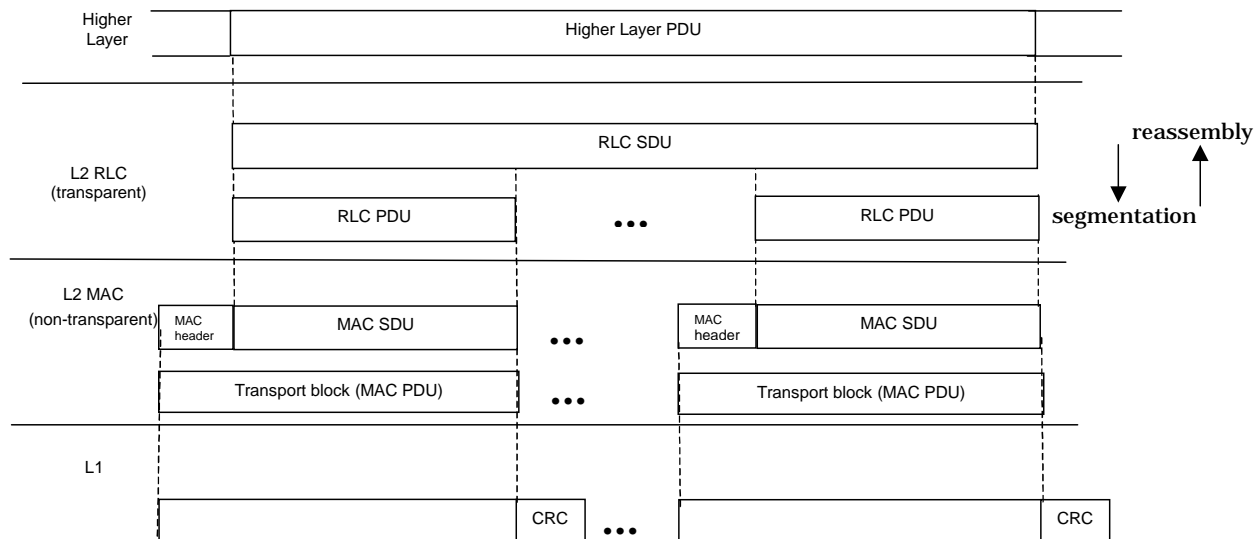 Higher
Layer
Higher Layer PDU
RLC SDU
reassembly
L2 RLC
(transparent)
RLC PDU
•••
RLC PDU
segmentation
L2 MAC
(non-transparent)
MAC
header
MAC SDU
•••
MAC
header
MAC SDU
Transport block (MAC PDU)
•••
Transport block (MAC PDU)
L1
CRC
•••
CRC